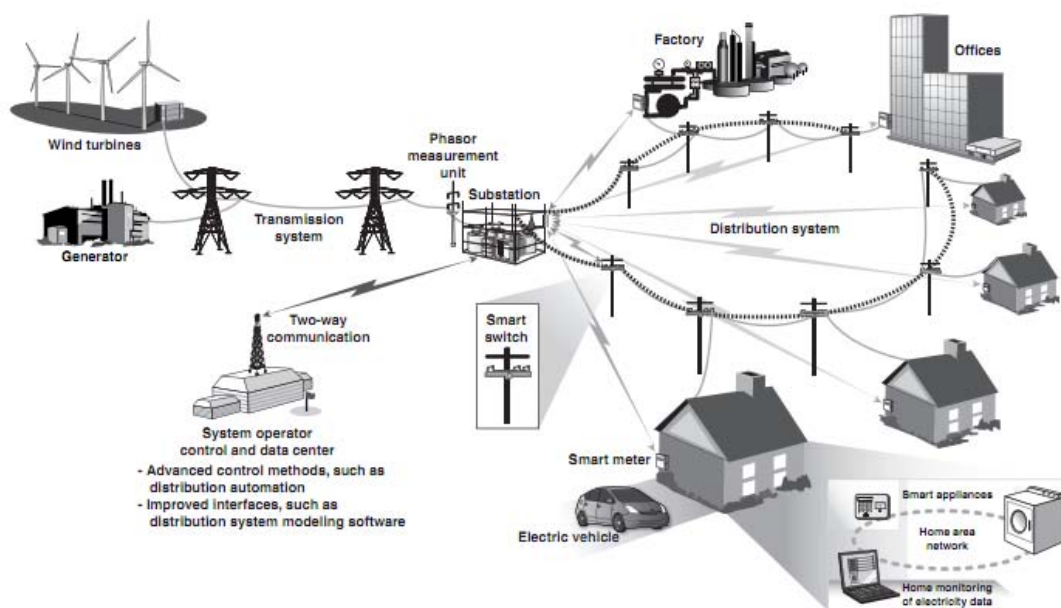 Factory
Offices
Wind turbines
Phasor
measurement
unit
Substation
Transmission
system
Generator
Distribution system
Two-way
communication
Smart
switch
System operator
control and data center
- Advanced control methods, such as
distribution automation
- Improved interfaces, such as
distribution system modeling software
Smart meter
Electric vehicle
Smart appliances
Home area
network
Home monitoring
of electricity data